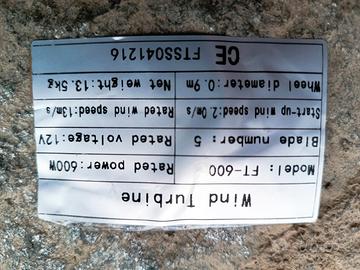 Wind Turbine
Model: FT-600 Rated power:600W
Blade number: 5 Rated voltage:12V
Start-up wind speed:2.0m/s Rated wind speed:13m/s
Wheel diameter:0.9m Net weight:13.5kg
CE FTSS041216